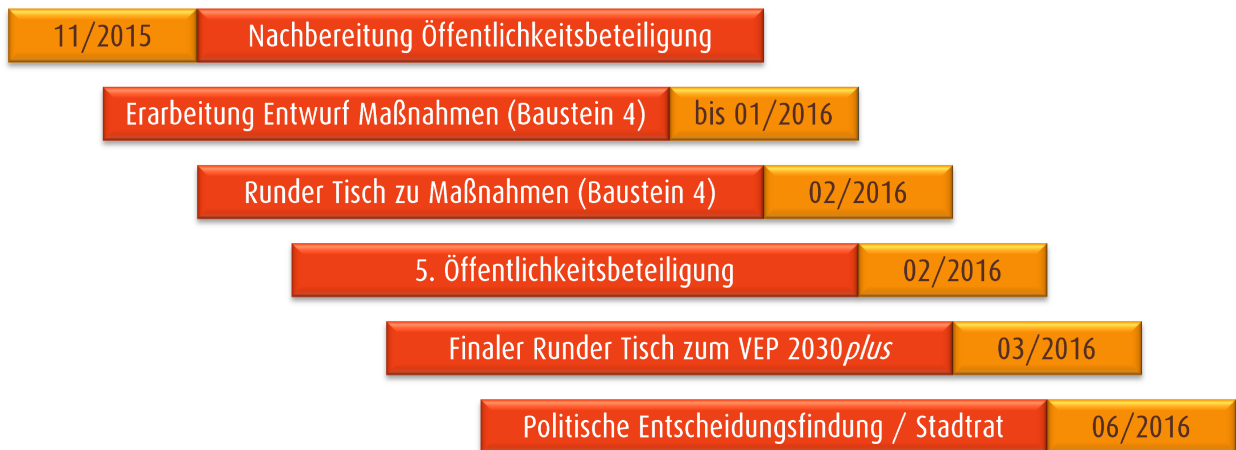 11/2015 Nachbereitung Öffentlichkeitsbeteiligung
Erarbeitung Entwurf Maßnahmen (Baustein 4) bis 01/2016
Runder Tisch zu Maßnahmen (Baustein 4) 02/2016
5. Öffentlichkeitsbeteiligung 02/2016
Finaler Runder Tisch zum VEP 2030plus 03/2016
Politische Entscheidungsfindung / Stadtrat 06/2016